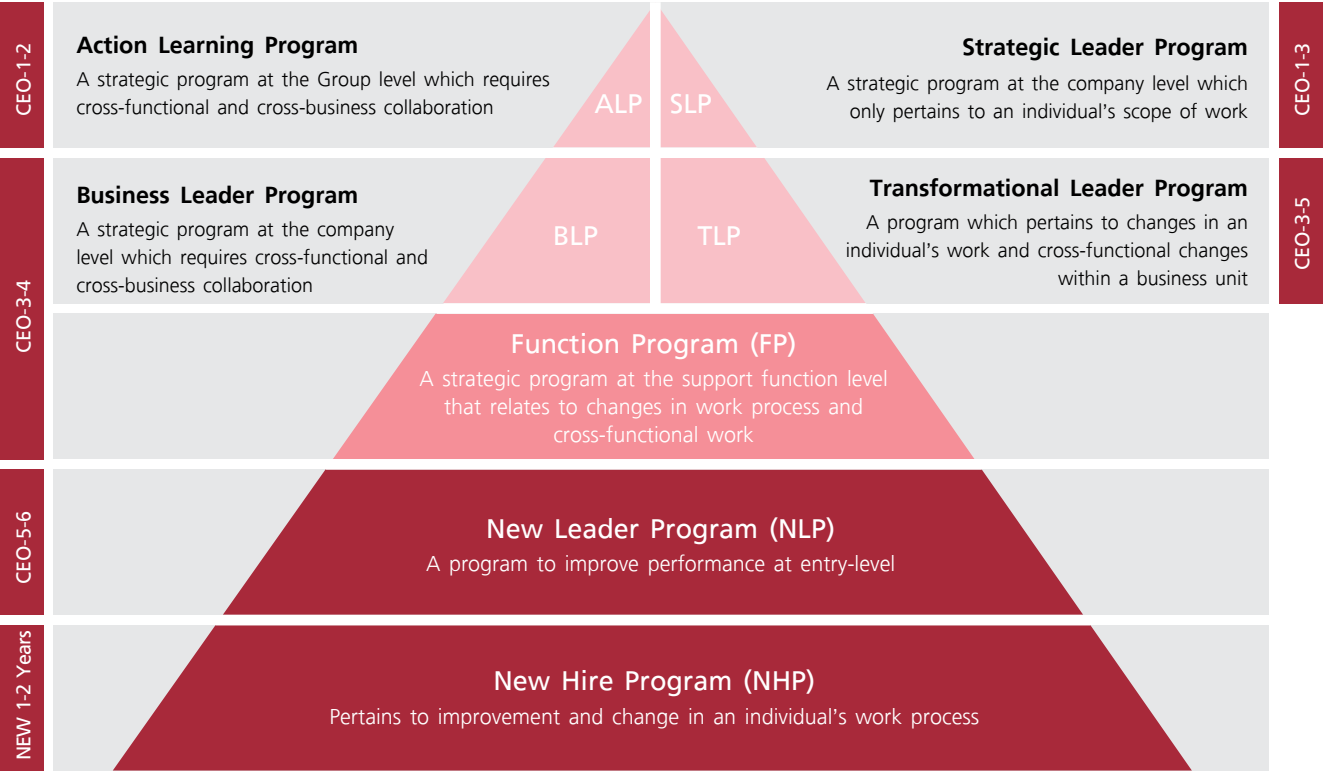 CEO-1-2
Action Learning Program
A strategic program at the Group level which requires
cross-functional and cross-business collaboration
ALP
SLP
Strategic Leader Program
A strategic program at the company level which
only pertains to an individual’s scope of work
CEO-1-3
CEO-3-4
Business Leader Program
A strategic program at the company
level which requires cross-functional and
cross-business collaboration
BLP
TLP
Transformational Leader Program
A program which pertains to changes in an
individual’s work and cross-functional changes
within a business unit
CEO-3-5
Function Program (FP)
A strategic program at the support function level
that relates to changes in work process and
cross-functional work
CEO-5-6
New Leader Program (NLP)
A program to improve performance at entry-level
NEW 1-2 Years
New Hire Program (NHP)
Pertains to improvement and change in an individual’s work process